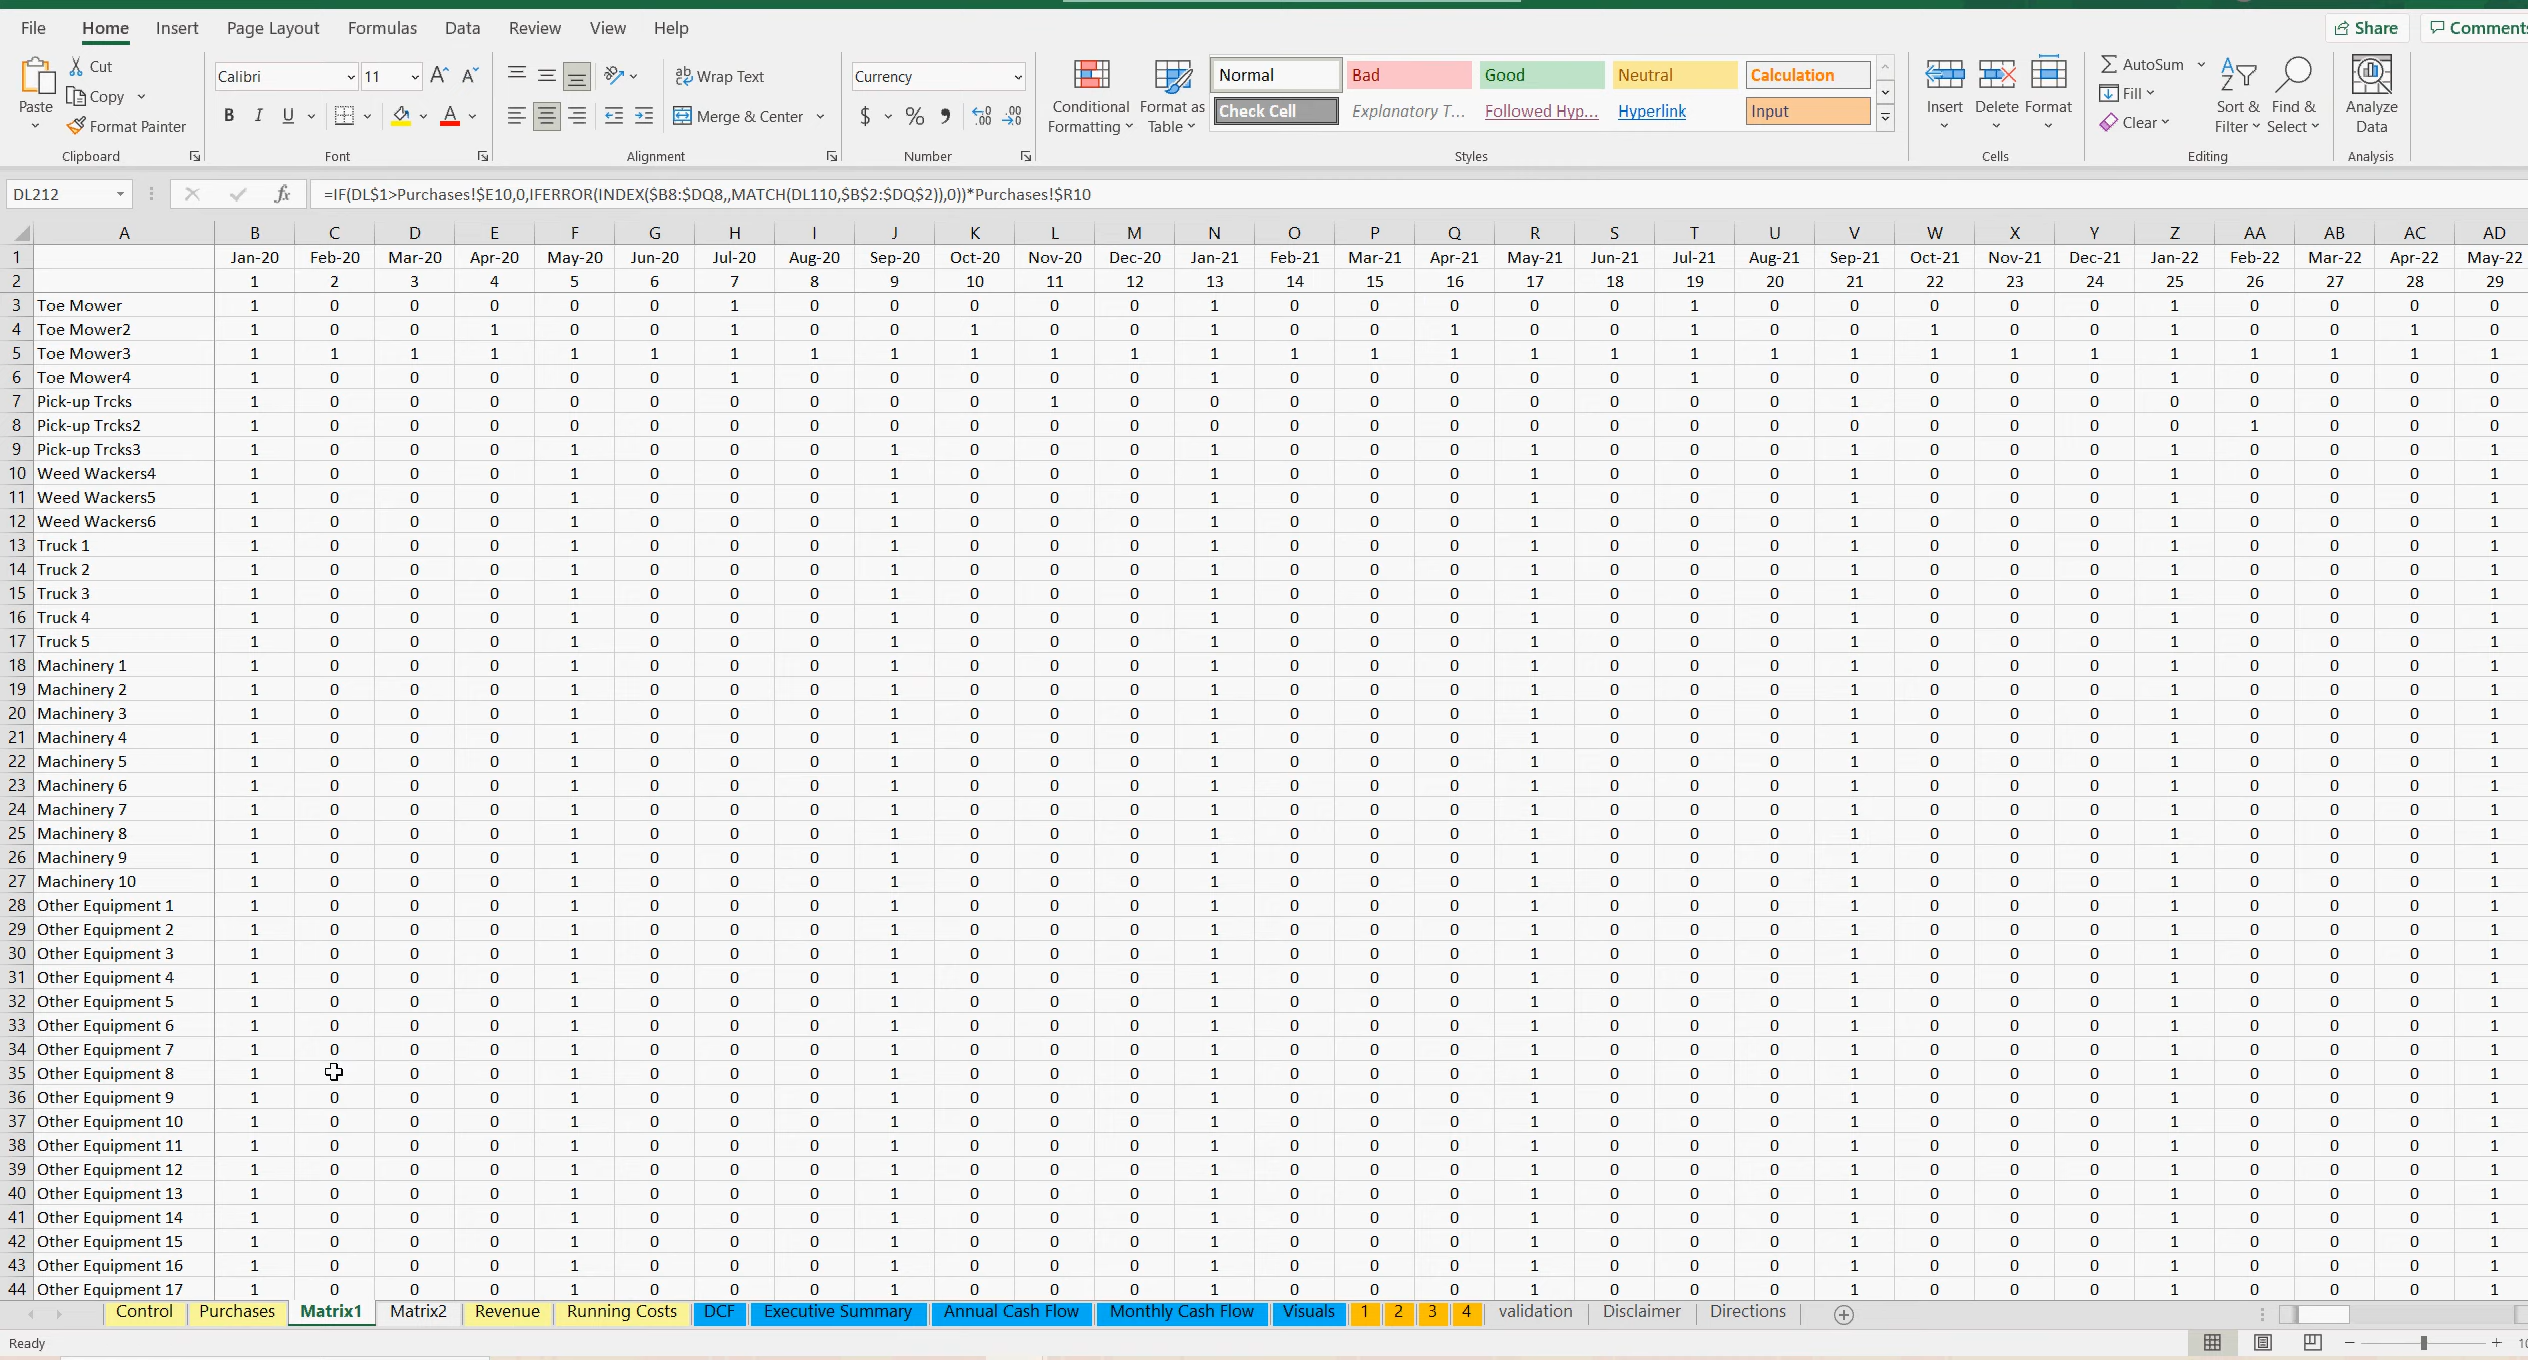 File Home Insert Page Layout Formulas Data Review View Help Share Comments
Cut Calibri 11 Wrap Text Currency Normal Bad Good Neutral Calculation AutoSum
Paste Copy Conditional Formatting Format as Table Insert Delete Format Fill Sort & Filter Find & Select Analyze Data
Format Painter B I U Merge & Center $ % Check Cell Explanatory T... Followed Hyp... Hyperlink Input Clear
Clipboard Font Alignment Number Styles Cells Editing Analysis
DL212 fx =IF(DL$1>Purchases!$E10,0,IFERROR(INDEX($B8:$DQ8,,MATCH(DL110,$B$2:$DQ$2)),0))*Purchases!$R10
A B C D E F G H I J K L M N O P Q R S T U V W X Y Z AA AB AC AD
1 Jan-20 Feb-20 Mar-20 Apr-20 May-20 Jun-20 Jul-20 Aug-20 Sep-20 Oct-20 Nov-20 Dec-20 Jan-21 Feb-21 Mar-21 Apr-21 May-21 Jun-21 Jul-21 Aug-21 Sep-21 Oct-21 Nov-21 Dec-21 Jan-22 Feb-22 Mar-22 Apr-22 May-22
2 1 2 3 4 5 6 7 8 9 10 11 12 13 14 15 16 17 18 19 20 21 22 23 24 25 26 27 28 29
3 Toe Mower 1 0 0 0 0 0 1 0 0 0 0 0 1 0 0 0 0 0 1 0 0 0 0 0 1 0 0 0 0
4 Toe Mower2 1 0 0 1 0 0 1 0 0 1 0 0 1 0 0 1 0 0 1 0 0 1 0 0 1 0 0 1 0
5 Toe Mower3 1 1 1 1 1 1 1 1 1 1 1 1 1 1 1 1 1 1 1 1 1 1 1 1 1 1 1 1 1
6 Toe Mower4 1 0 0 0 0 0 1 0 0 0 0 0 1 0 0 0 0 0 1 0 0 0 0 0 1 0 0 0 0
7 Pick-up Trcks 1 0 0 0 0 0 0 0 0 0 1 0 0 0 0 0 0 0 0 0 1 0 0 0 0 0 0 0 0
8 Pick-up Trcks2 1 0 0 0 0 0 0 0 0 0 0 0 0 0 0 0 0 0 0 0 0 0 0 0 0 1 0 0 0
9 Pick-up Trcks3 1 0 0 0 1 0 0 0 1 0 0 0 1 0 0 0 1 0 0 0 1 0 0 0 1 0 0 0 1
10 Weed Wackers4 1 0 0 0 1 0 0 0 1 0 0 0 1 0 0 0 1 0 0 0 1 0 0 0 1 0 0 0 1
11 Weed Wackers5 1 0 0 0 1 0 0 0 1 0 0 0 1 0 0 0 1 0 0 0 1 0 0 0 1 0 0 0 1
12 Weed Wackers6 1 0 0 0 1 0 0 0 1 0 0 0 1 0 0 0 1 0 0 0 1 0 0 0 1 0 0 0 1
13 Truck 1 1 0 0 0 1 0 0 0 1 0 0 0 1 0 0 0 1 0 0 0 1 0 0 0 1 0 0 0 1
14 Truck 2 1 0 0 0 1 0 0 0 1 0 0 0 1 0 0 0 1 0 0 0 1 0 0 0 1 0 0 0 1
15 Truck 3 1 0 0 0 1 0 0 0 1 0 0 0 1 0 0 0 1 0 0 0 1 0 0 0 1 0 0 0 1
16 Truck 4 1 0 0 0 1 0 0 0 1 0 0 0 1 0 0 0 1 0 0 0 1 0 0 0 1 0 0 0 1
17 Truck 5 1 0 0 0 1 0 0 0 1 0 0 0 1 0 0 0 1 0 0 0 1 0 0 0 1 0 0 0 1
18 Machinery 1 1 0 0 0 1 0 0 0 1 0 0 0 1 0 0 0 1 0 0 0 1 0 0 0 1 0 0 0 1
19 Machinery 2 1 0 0 0 1 0 0 0 1 0 0 0 1 0 0 0 1 0 0 0 1 0 0 0 1 0 0 0 1
20 Machinery 3 1 0 0 0 1 0 0 0 1 0 0 0 1 0 0 0 1 0 0 0 1 0 0 0 1 0 0 0 1
21 Machinery 4 1 0 0 0 1 0 0 0 1 0 0 0 1 0 0 0 1 0 0 0 1 0 0 0 1 0 0 0 1
22 Machinery 5 1 0 0 0 1 0 0 0 1 0 0 0 1 0 0 0 1 0 0 0 1 0 0 0 1 0 0 0 1
23 Machinery 6 1 0 0 0 1 0 0 0 1 0 0 0 1 0 0 0 1 0 0 0 1 0 0 0 1 0 0 0 1
24 Machinery 7 1 0 0 0 1 0 0 0 1 0 0 0 1 0 0 0 1 0 0 0 1 0 0 0 1 0 0 0 1
25 Machinery 8 1 0 0 0 1 0 0 0 1 0 0 0 1 0 0 0 1 0 0 0 1 0 0 0 1 0 0 0 1
26 Machinery 9 1 0 0 0 1 0 0 0 1 0 0 0 1 0 0 0 1 0 0 0 1 0 0 0 1 0 0 0 1
27 Machinery 10 1 0 0 0 1 0 0 0 1 0 0 0 1 0 0 0 1 0 0 0 1 0 0 0 1 0 0 0 1
28 Other Equipment 1 1 0 0 0 1 0 0 0 1 0 0 0 1 0 0 0 1 0 0 0 1 0 0 0 1 0 0 0 1
29 Other Equipment 2 1 0 0 0 1 0 0 0 1 0 0 0 1 0 0 0 1 0 0 0 1 0 0 0 1 0 0 0 1
30 Other Equipment 3 1 0 0 0 1 0 0 0 1 0 0 0 1 0 0 0 1 0 0 0 1 0 0 0 1 0 0 0 1
31 Other Equipment 4 1 0 0 0 1 0 0 0 1 0 0 0 1 0 0 0 1 0 0 0 1 0 0 0 1 0 0 0 1
32 Other Equipment 5 1 0 0 0 1 0 0 0 1 0 0 0 1 0 0 0 1 0 0 0 1 0 0 0 1 0 0 0 1
33 Other Equipment 6 1 0 0 0 1 0 0 0 1 0 0 0 1 0 0 0 1 0 0 0 1 0 0 0 1 0 0 0 1
34 Other Equipment 7 1 0 0 0 1 0 0 0 1 0 0 0 1 0 0 0 1 0 0 0 1 0 0 0 1 0 0 0 1
35 Other Equipment 8 1 0 0 1 0 0 0 1 0 0 0 1 0 0 0 1 0 0 0 1 0 0 0 1 0 0 0 1
36 Other Equipment 9 1 0 0 0 1 0 0 0 1 0 0 0 1 0 0 0 1 0 0 0 1 0 0 0 1 0 0 0 1
37 Other Equipment 10 1 0 0 0 1 0 0 0 1 0 0 0 1 0 0 0 1 0 0 0 1 0 0 0 1 0 0 0 1
38 Other Equipment 11 1 0 0 0 1 0 0 0 1 0 0 0 1 0 0 0 1 0 0 0 1 0 0 0 1 0 0 0 1
39 Other Equipment 12 1 0 0 0 1 0 0 0 1 0 0 0 1 0 0 0 1 0 0 0 1 0 0 0 1 0 0 0 1
40 Other Equipment 13 1 0 0 0 1 0 0 0 1 0 0 0 1 0 0 0 1 0 0 0 1 0 0 0 1 0 0 0 1
41 Other Equipment 14 1 0 0 0 1 0 0 0 1 0 0 0 1 0 0 0 1 0 0 0 1 0 0 0 1 0 0 0 1
42 Other Equipment 15 1 0 0 0 1 0 0 0 1 0 0 0 1 0 0 0 1 0 0 0 1 0 0 0 1 0 0 0 1
43 Other Equipment 16 1 0 0 0 1 0 0 0 1 0 0 0 1 0 0 0 1 0 0 0 1 0 0 0 1 0 0 0 1
44 Other Equipment 17 1 0 0 0 1 0 0 0 1 0 0 0 1 0 0 0 1 0 0 0 1 0 0 0 1 0 0 0 1
Control Purchases Matrix1 Matrix2 Revenue Running Costs DCF Executive Summary Annual Cash Flow Monthly Cash Flow Visuals 1 2 3 4 validation Disclaimer Directions
Ready